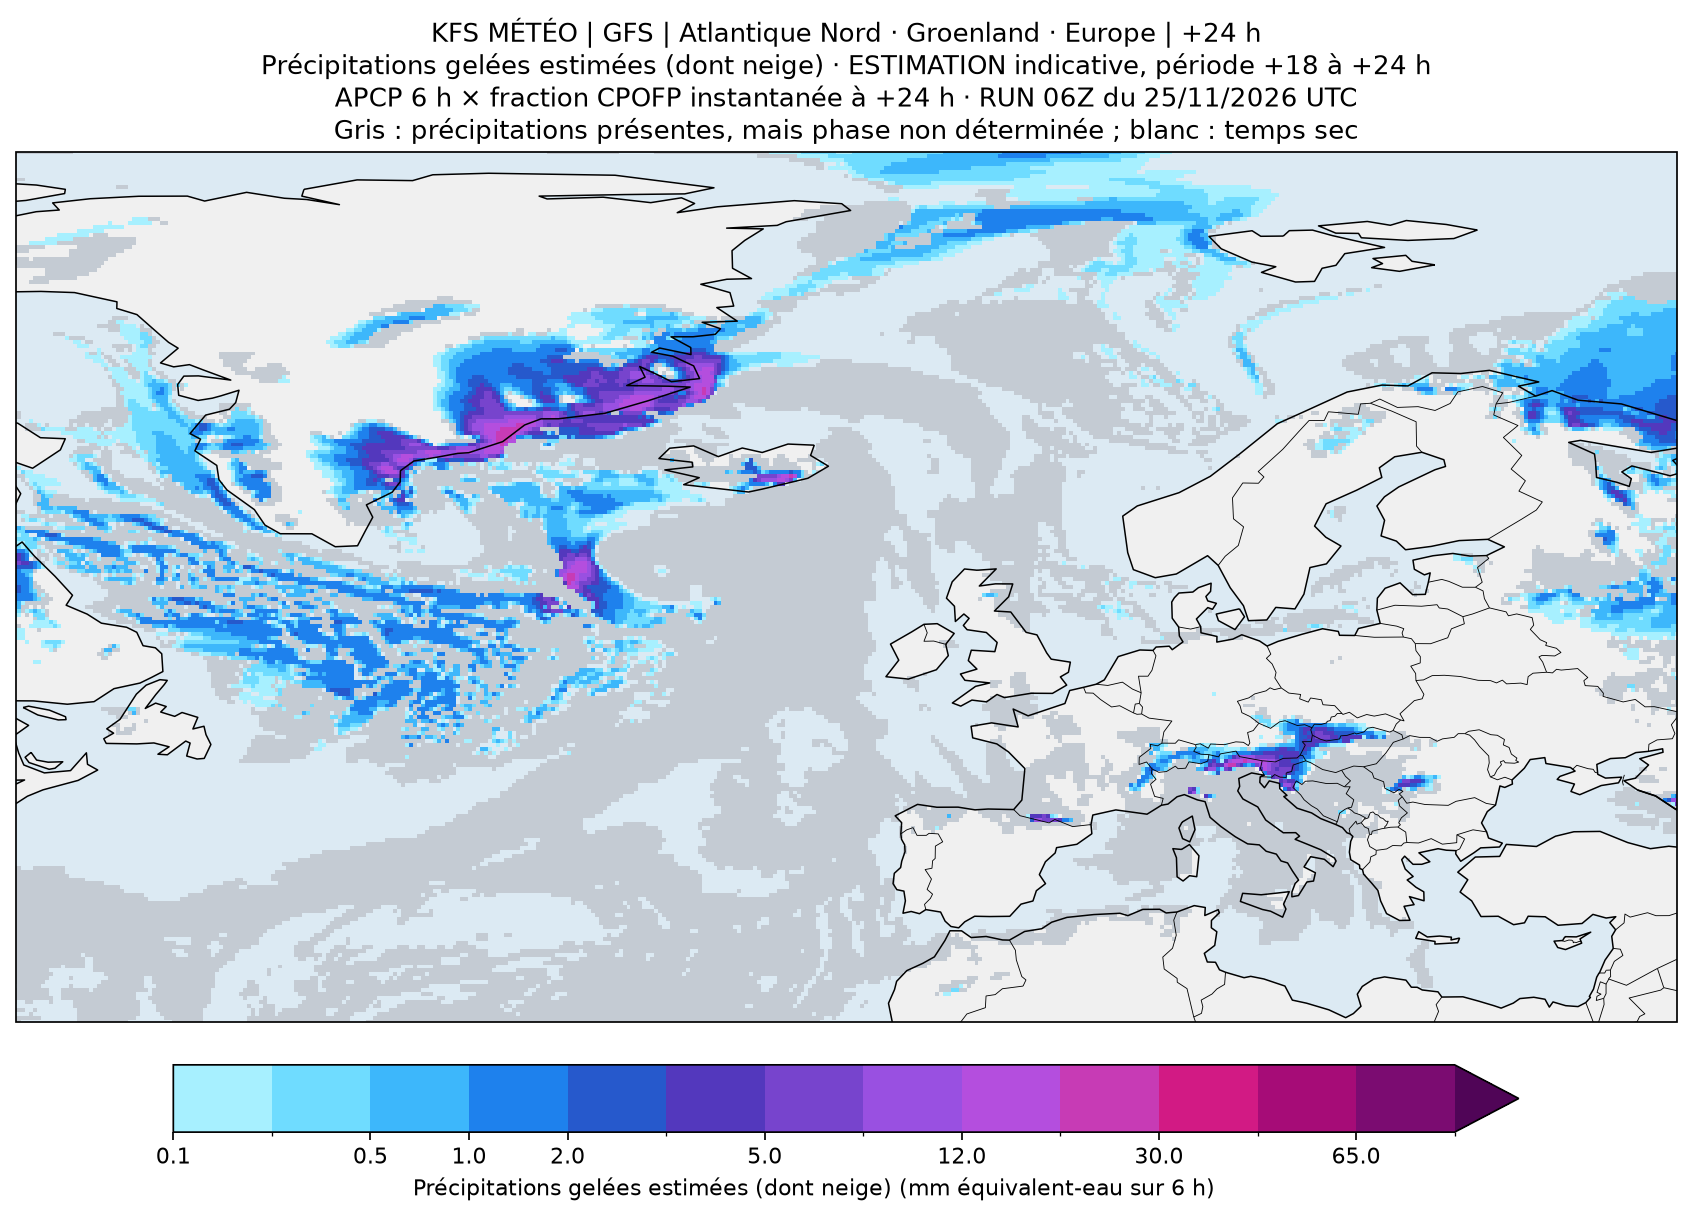 KFS MÉTÉO | GFS | Atlantique Nord · Groenland · Europe | +24 h
Précipitations gelées estimées (dont neige) · ESTIMATION indicative, période +18 à +24 h
APCP 6 h × fraction CPOFP instantanée à +24 h · RUN 06Z du 25/11/2026 UTC
Gris : précipitations présentes, mais phase non déterminée ; blanc : temps sec
0.1 0.5 1.0 2.0 5.0 12.0 30.0 65.0
Précipitations gelées estimées (dont neige) (mm équivalent-eau sur 6 h)